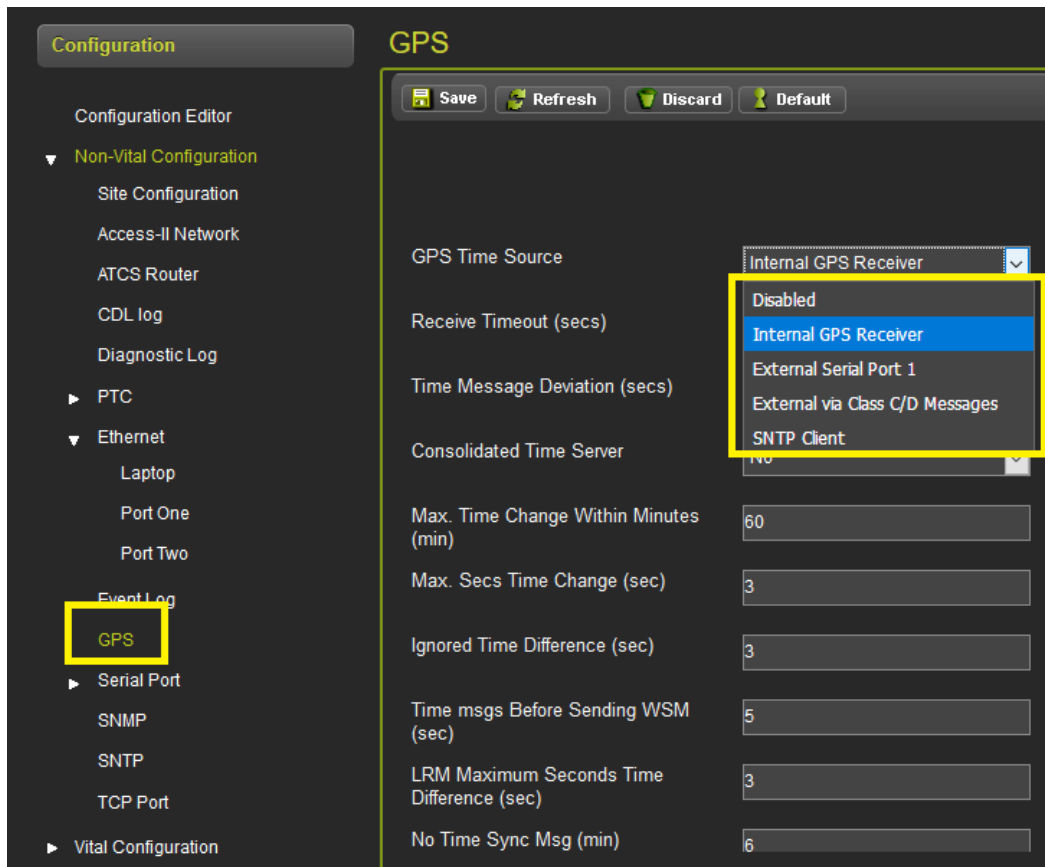 Configuration
GPS
Save
Refresh
Discard
Default
Configuration Editor
Non-Vital Configuration
Site Configuration
Access-II Network
ATCS Router
CDL log
Diagnostic Log
PTC
Ethernet
Laptop
Port One
Port Two
Event Log
GPS
Serial Port
SNMP
SNTP
TCP Port
Vital Configuration
GPS Time Source
Internal GPS Receiver
Disabled
Internal GPS Receiver
External Serial Port 1
External via Class C/D Messages
SNTP Client
Receive Timeout (secs)
Time Message Deviation (secs)
Consolidated Time Server
No
Max. Time Change Within Minutes
(min)
60
Max. Secs Time Change (sec)
3
Ignored Time Difference (sec)
3
Time msgs Before Sending WSM
(sec)
5
LRM Maximum Seconds Time
Difference (sec)
3
No Time Sync Msg (min)
6